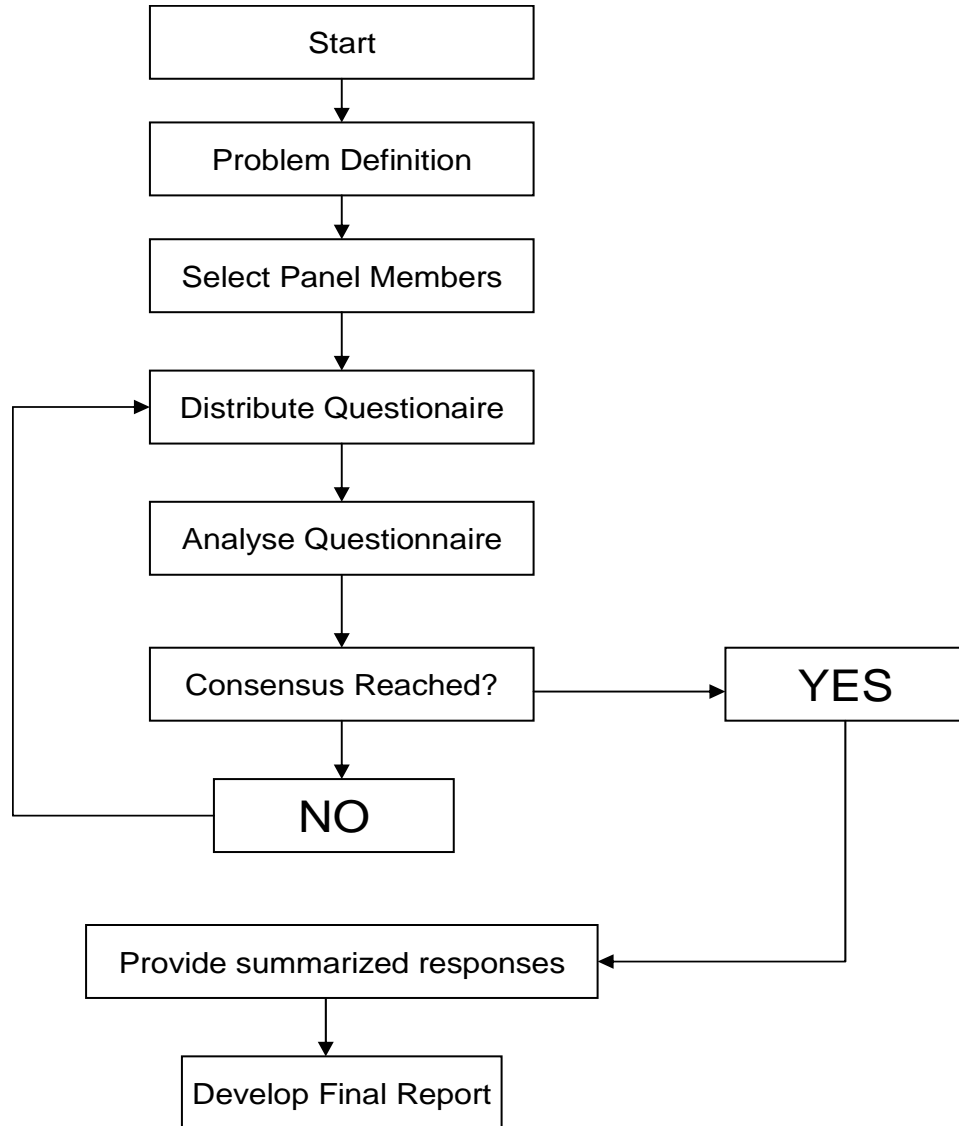 Start
Problem Definition
Select Panel Members
Distribute Questionaire
Analyse Questionnaire
Consensus Reached?
YES
NO
Provide summarized responses
Develop Final Report